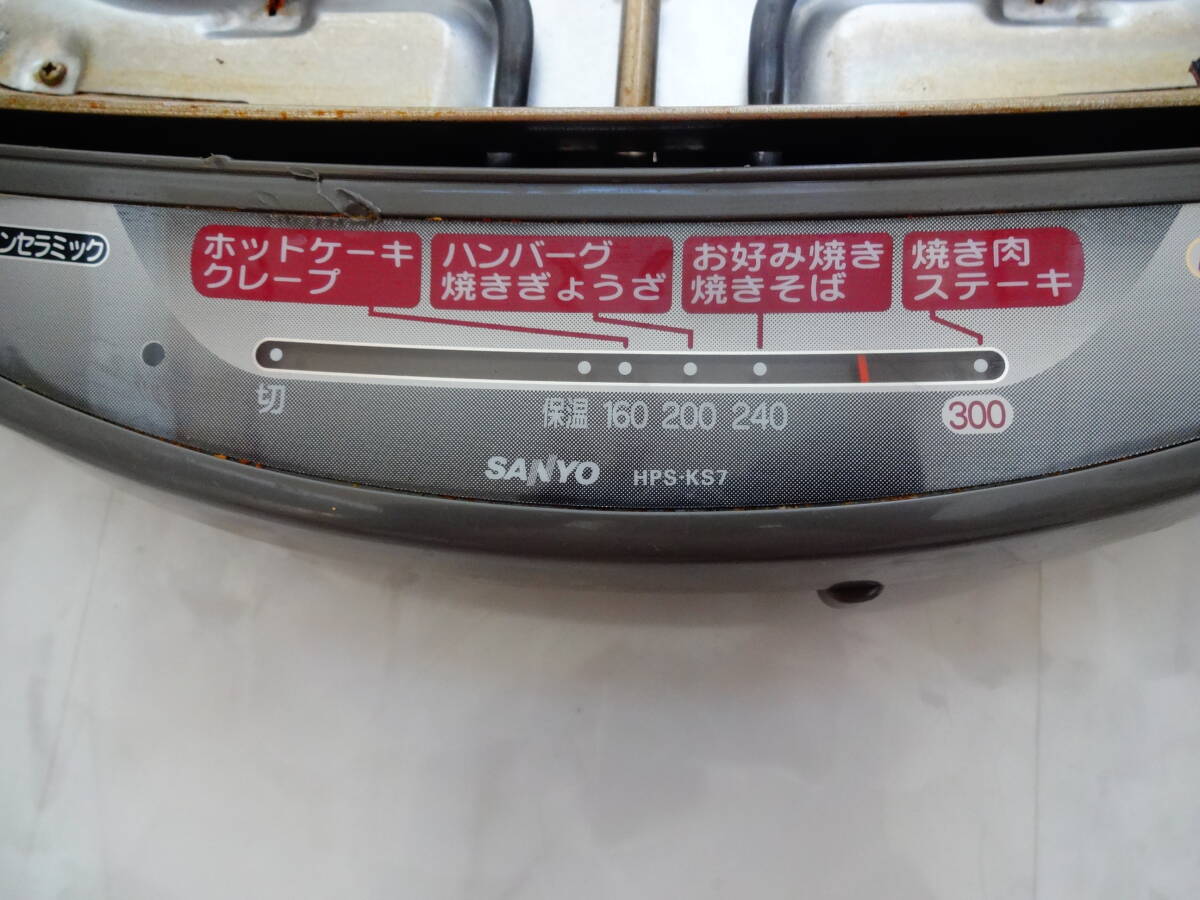 ンセラミック
ホットケーキ
クレープ
ハンバーグ
焼きぎょうざ
お好み焼き
焼きそば
焼き肉
ステーキ
切 保温 160 200 240 300
SANYO HPS-KS7